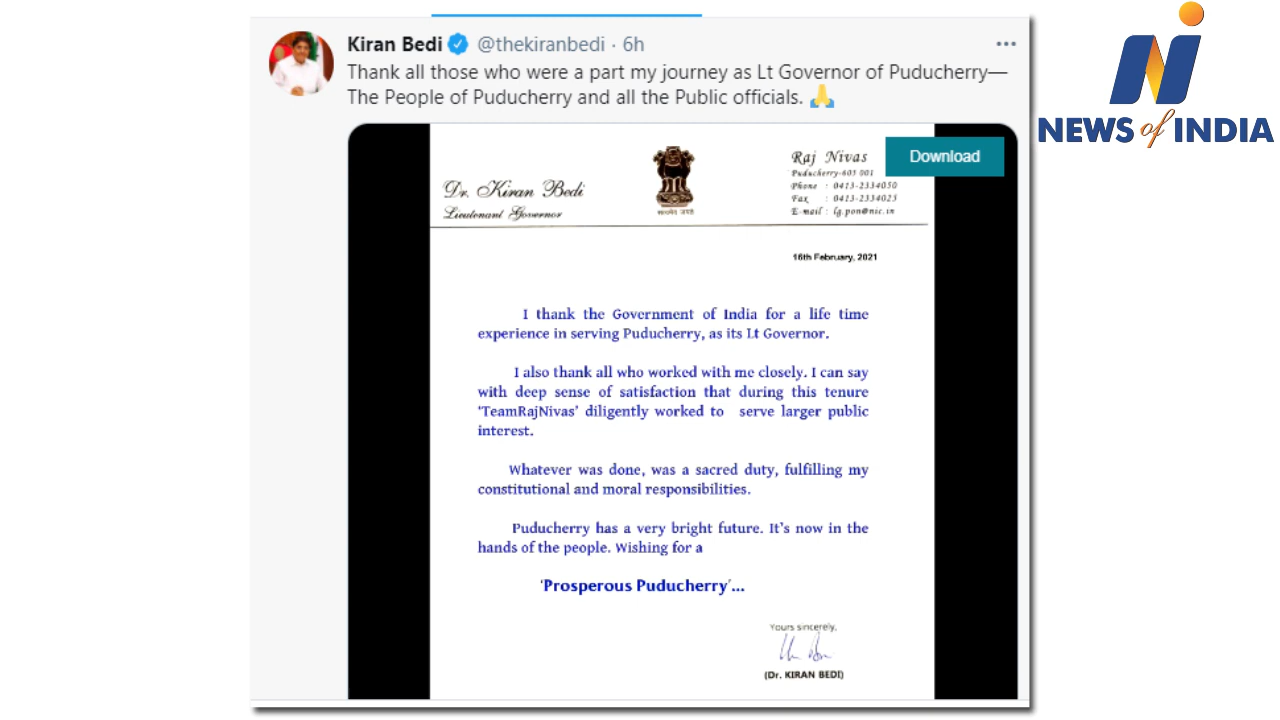 Kiran Bedi @thekiranbedi · 6h
Thank all those who were a part my journey as Lt Governor of Puducherry—
The People of Puducherry and all the Public officials. 🙏
NEWS of INDIA
Download
Dr. Kiran Bedi
Lieutenant Governor
सत्यमेव जयते
Raj Nivas
Puducherry-605 001
Phone : 0413-2334050
Fax : 0413-2334025
E-mail : lg.pon@nic.in
16th February, 2021
I thank the Government of India for a life time
experience in serving Puducherry, as its Lt Governor.
I also thank all who worked with me closely. I can say
with deep sense of satisfaction that during this tenure
‘TeamRajNivas’ diligently worked to serve larger public
interest.
Whatever was done, was a sacred duty, fulfilling my
constitutional and moral responsibilities.
Puducherry has a very bright future. It’s now in the
hands of the people. Wishing for a
‘Prosperous Puducherry’...
Yours sincerely,
(Dr. KIRAN BEDI)